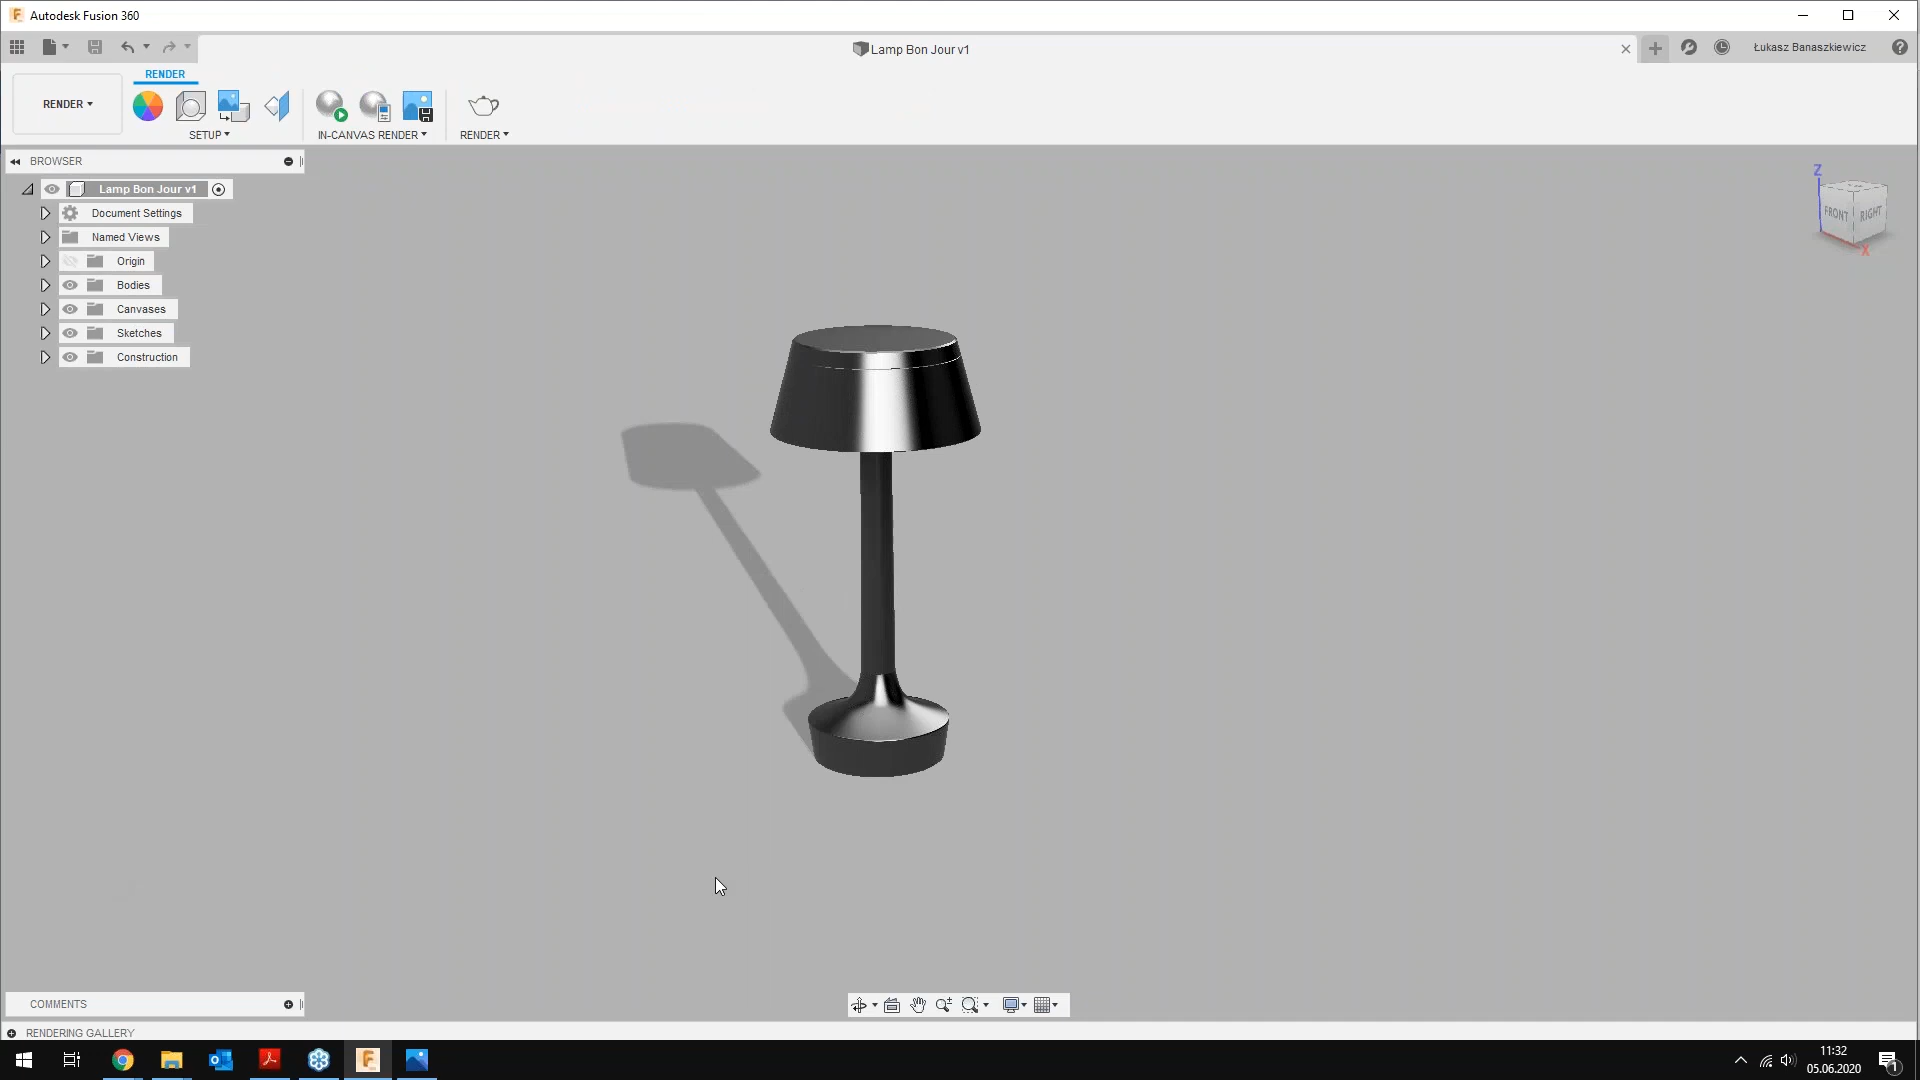 Autodesk Fusion 360
Lamp Bon Jour v1
Łukasz Banaszkiewicz
RENDER
RENDER
SETUP
IN-CANVAS RENDER
RENDER
BROWSER
Lamp Bon Jour v1
Document Settings
Named Views
Origin
Bodies
Canvases
Sketches
Construction
Z
FRONT
RIGHT
X
COMMENTS
RENDERING GALLERY
11:32
05.06.2020
1